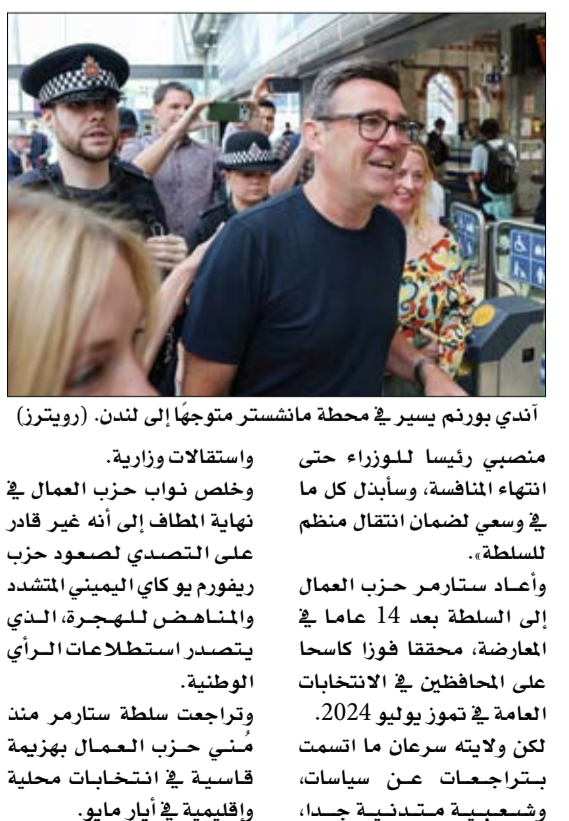 آندي بورنم يسير في محطة مانشستر متوجهًا إلى لندن. (رويترز)
منصبي رئيسا للوزراء حتى
انتهاء المنافسة، وسأبذل كل ما
في وسعي لضمان انتقال منظم
للسلطة».
وأعاد ستارمر حزب العمال
إلى السلطة بعد 14 عاما في
المعارضة، محققا فوزا كاسحا
على المحافظين في الانتخابات
العامة في تموز يوليو 2024.
لكن ولايته سرعان ما اتسمت
بتراجعات عن سياسات،
وشعبية متدنية جدا،
واستقالات وزارية.
وخلص نواب حزب العمال في
نهاية المطاف إلى أنه غير قادر
على التصدي لصعود حزب
ريفورم يو كاي اليميني المتشدد
والمناهض للهجرة، الذي
يتصدر استطلاعات الرأي
الوطنية.
وتراجعت سلطة ستارمر منذ
مُني حزب العمال بهزيمة
قاسية في انتخابات محلية
وإقليمية في أيار مايو.